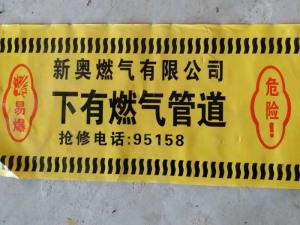 新奥燃气有限公司
易爆
下有燃气管道
危险!
抢修电话:95158